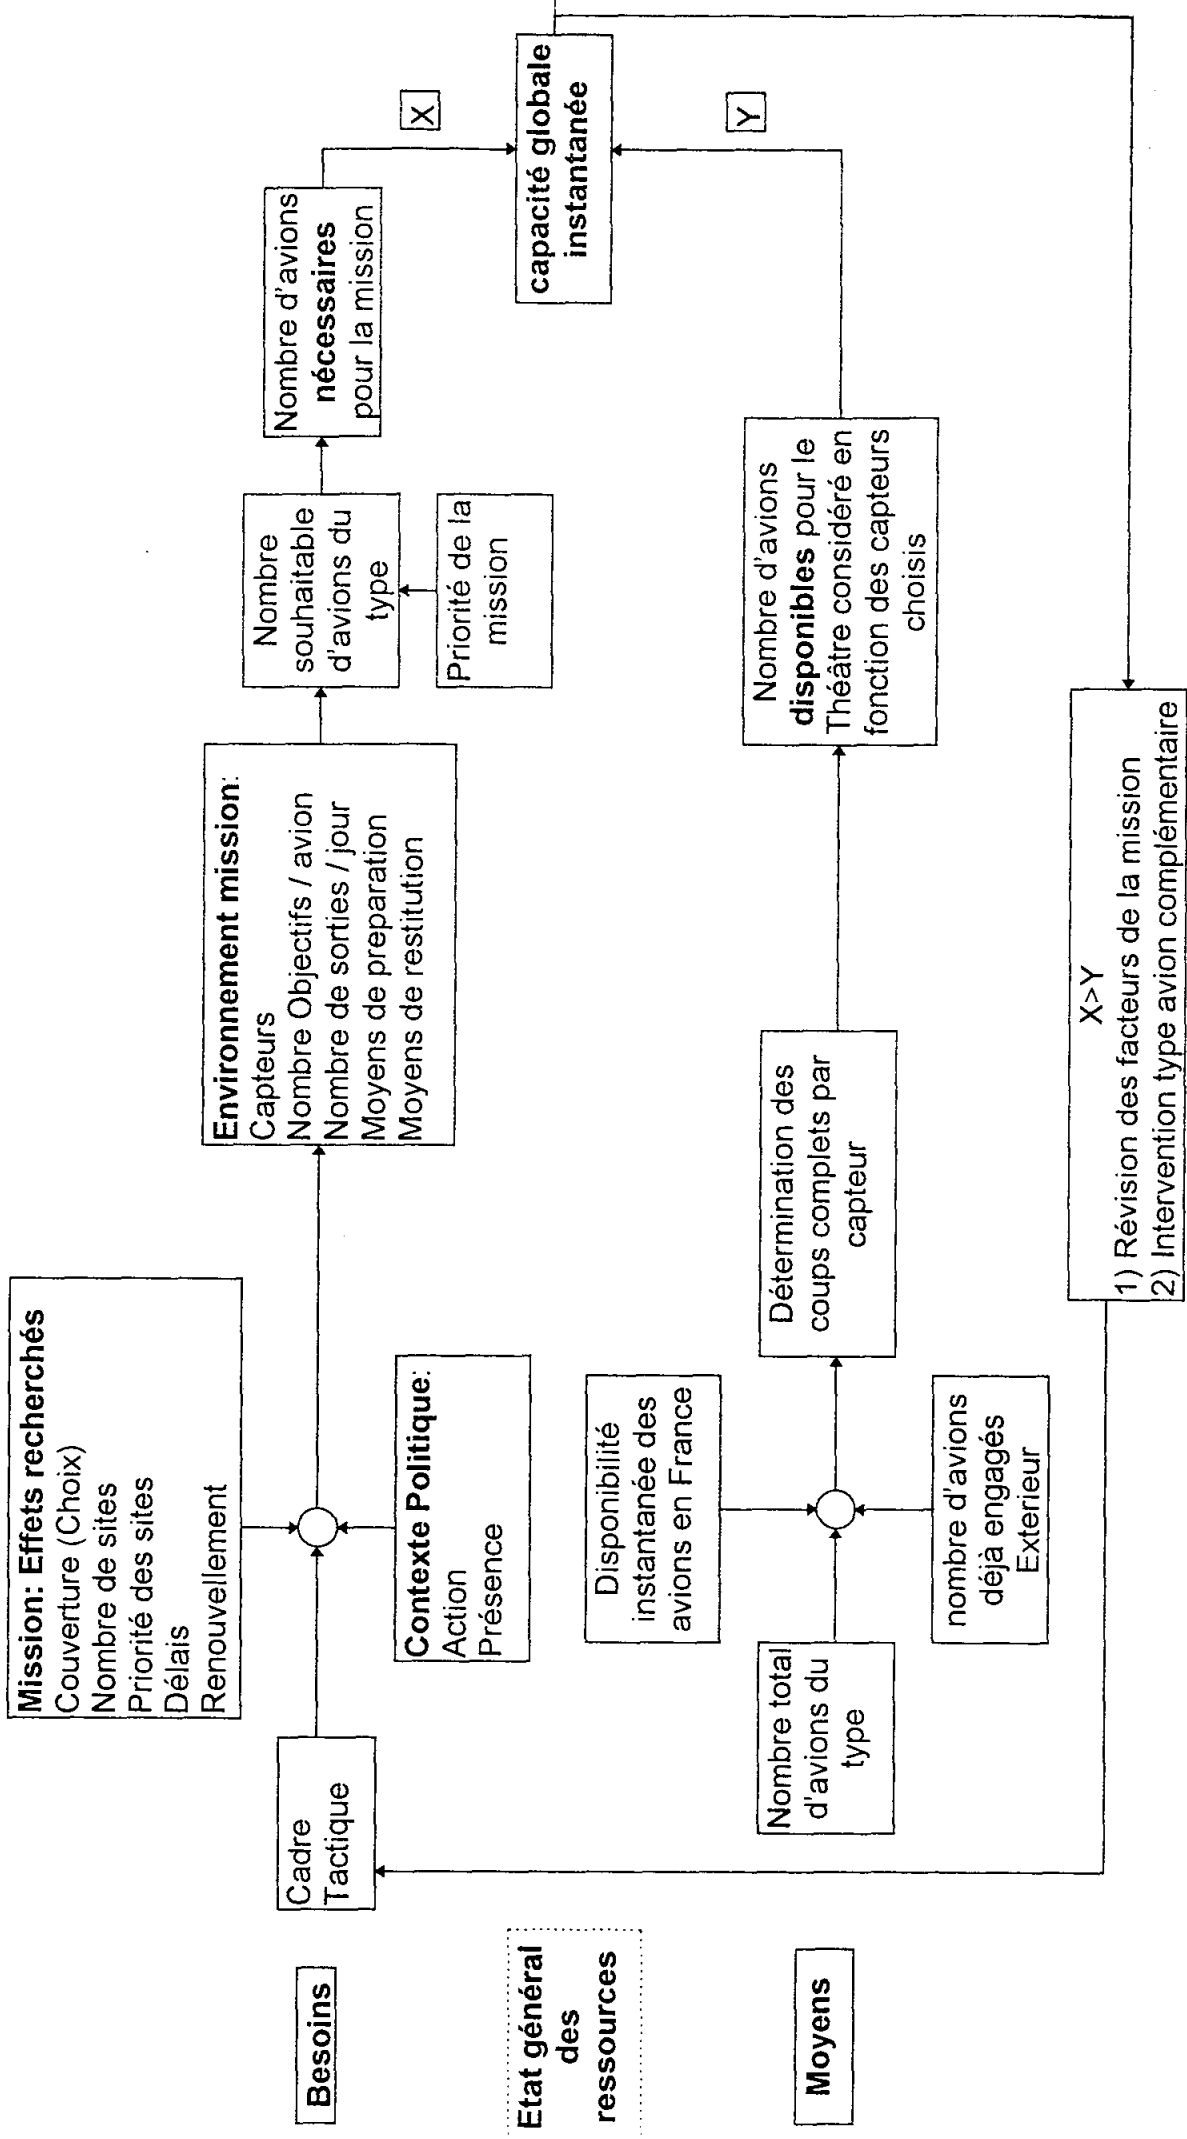 Besoins
Etat général
des
ressources
Moyens
Cadre
Tactique
Mission: Effets recherchés
Couverture (Choix)
Nombre de sites
Priorité des sites
Délais
Renouvellement
Contexte Politique:
Action
Présence
Environnement mission:
Capteurs
Nombre Objectifs / avion
Nombre de sorties / jour
Moyens de preparation
Moyens de restitution
Nombre
souhaitable
d'avions du
type
Priorité de la
mission
Nombre d'avions
nécessaires
pour la mission
X
capacité globale
instantanée
Y
Nombre total
d'avions du
type
Disponibilité
instantanée des
avions en France
nombre d'avions
déjà engagés
Exterieur
Détermination des
coups complets par
capteur
Nombre d'avions
disponibles pour le
Théâtre considéré en
fonction des capteurs
choisis
X>Y
1) Révision des facteurs de la mission
2) Intervention type avion complémentaire